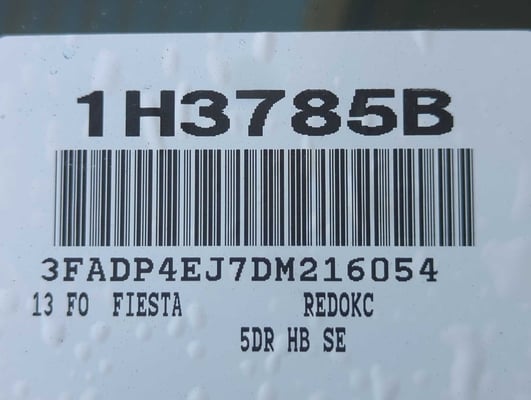 1H3785B
3FADP4EJ7DM216054
13 FO FIESTA REDOKC
5DR HB SE